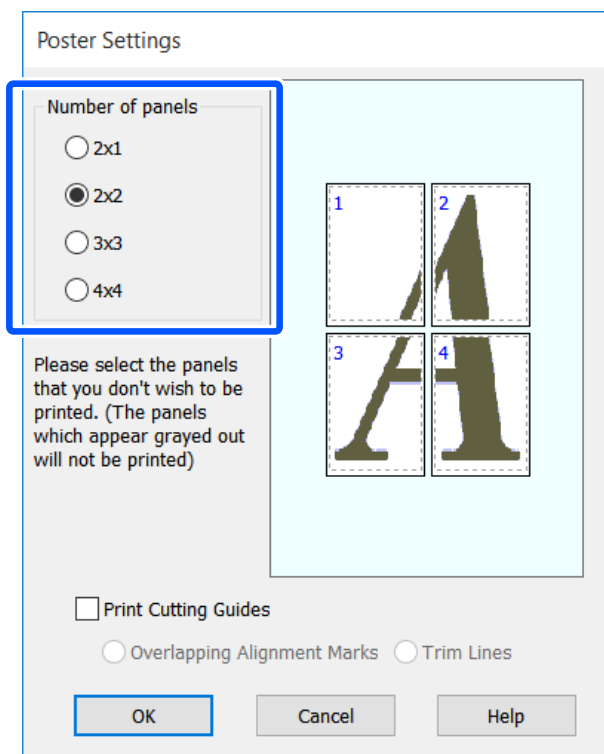 Poster Settings
Number of panels
2x1
2x2
3x3
4x4
1
2
3
4
Please select the panels
that you don't wish to be
printed. (The panels
which appear grayed out
will not be printed)
Print Cutting Guides
Overlapping Alignment Marks
Trim Lines
OK
Cancel
Help